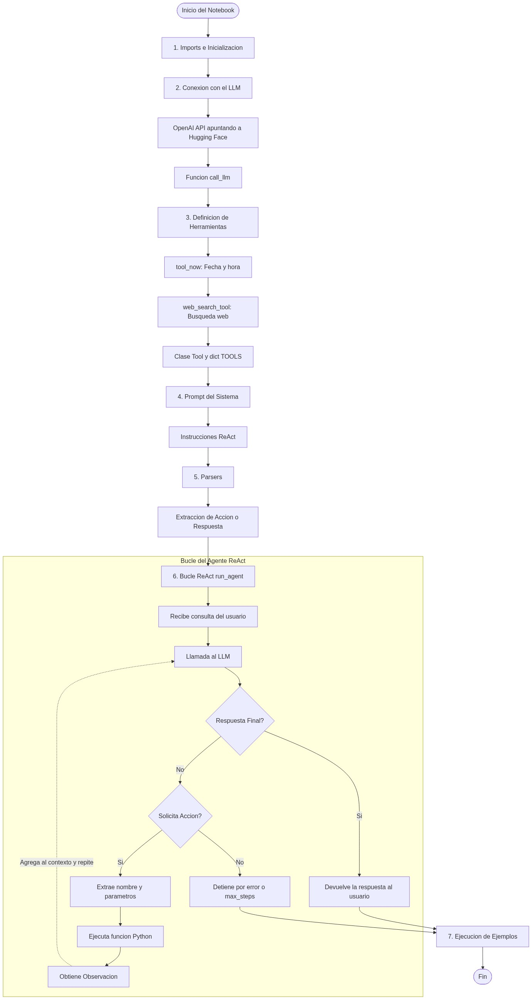 Inicio del Notebook
1. Imports e Inicializacion
2. Conexion con el LLM
OpenAI API apuntando a
Hugging Face
Funcion call_llm
3. Definicion de
Herramientas
tool_now: Fecha y hora
web_search_tool:
Busqueda web
Clase Tool y dict TOOLS
4. Prompt del Sistema
Instrucciones ReAct
5. Parsers
Extraccion de Accion o
Respuesta
Bucle del Agente ReAct
6. Bucle ReAct run_agent
Recibe consulta del usuario
Llamada al LLM
Respuesta Final?
No
Solicita Accion?
Si
Agrega al contexto y repite
Si
No
Extrae nombre y
parametros
Detiene por error o
max_steps
Devuelve la respuesta al
usuario
Ejecuta funcion Python
7. Ejecucion de Ejemplos
Obtiene Observacion
Fin